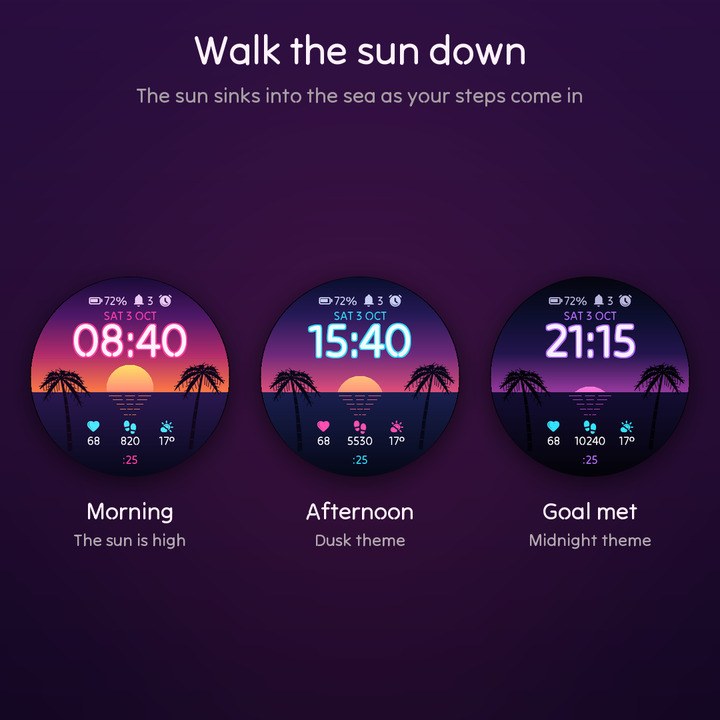 Walk the sun down
The sun sinks into the sea as your steps come in
72% 3
SAT 3 OCT
08:40
68 820 17°
:25
Morning
The sun is high
72% 3
SAT 3 OCT
15:40
68 5530 17°
:25
Afternoon
Dusk theme
72% 3
SAT 3 OCT
21:15
68 10240 17°
:25
Goal met
Midnight theme